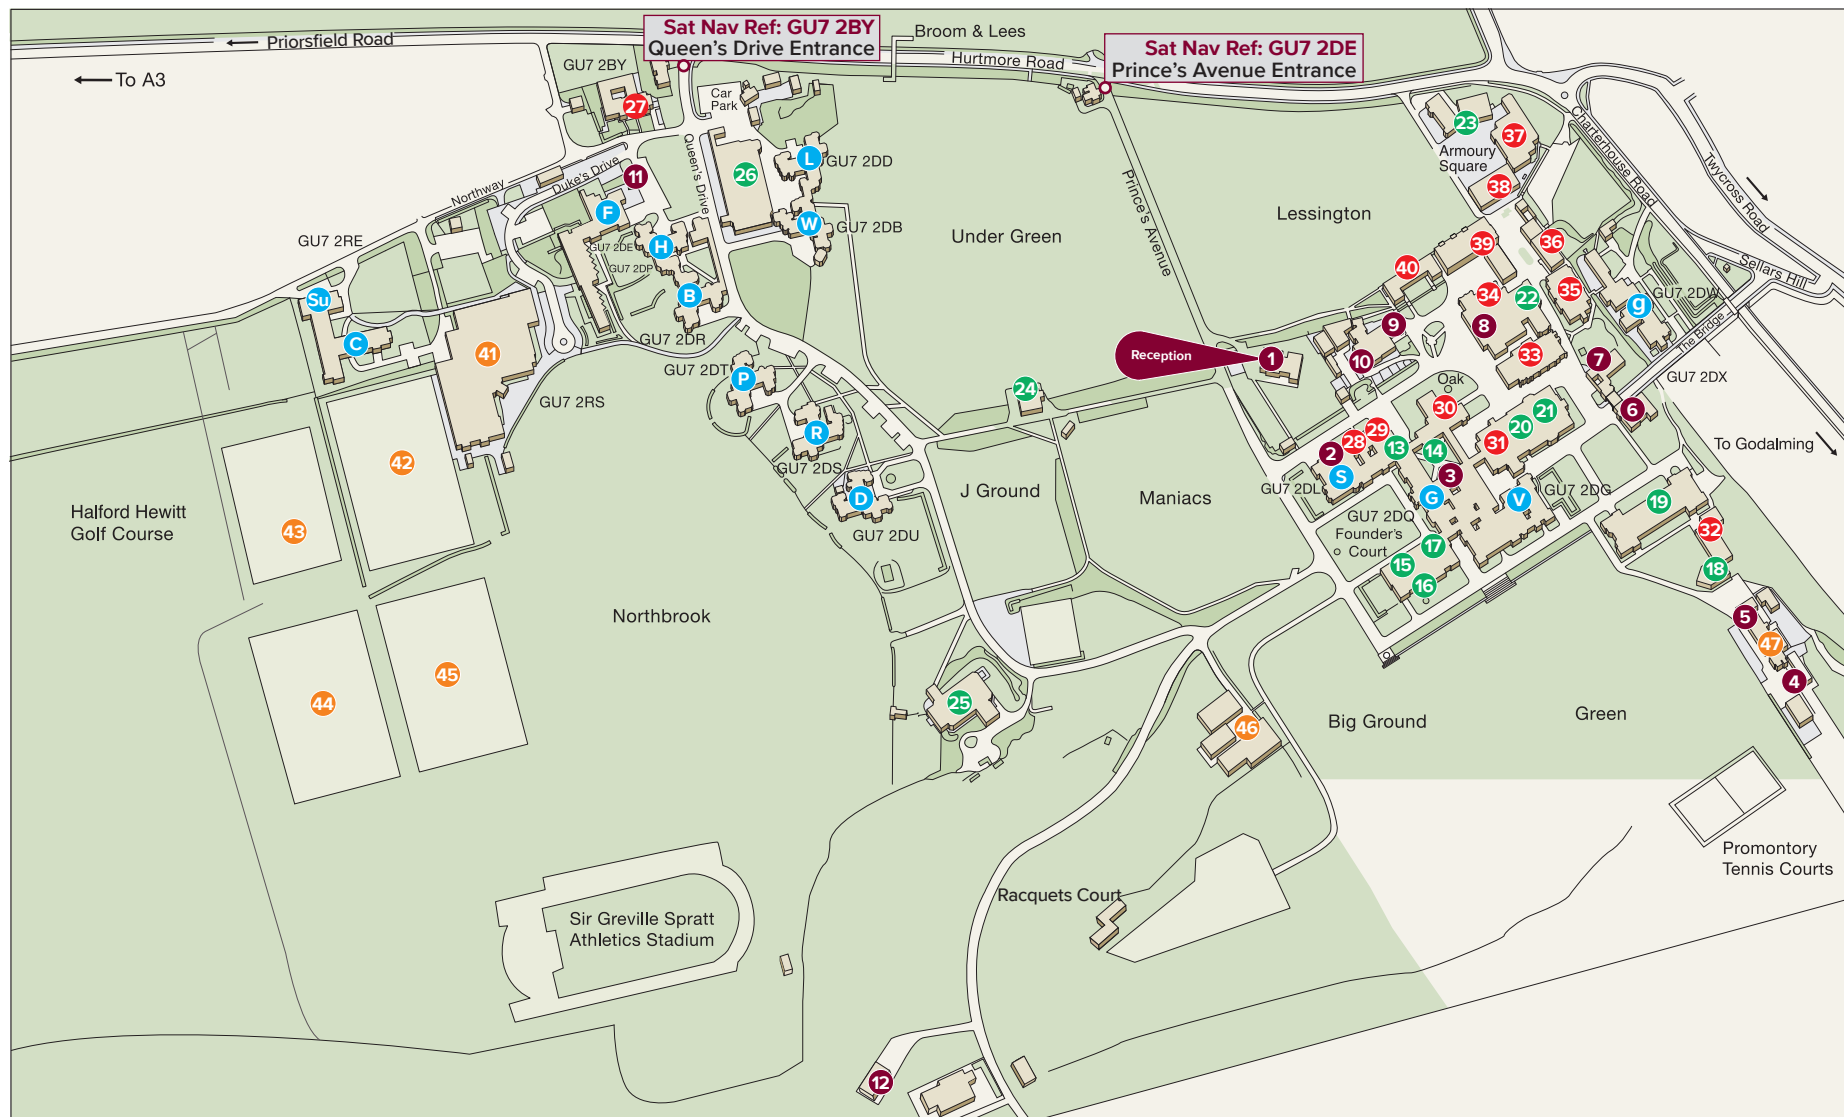 Sat Nav Ref: GU7 2BY
Queen's Drive Entrance
Broom & Lees
Sat Nav Ref: GU7 2DE
Prince's Avenue Entrance
Priorsfield Road
To A3
Hurtmore Road
GU7 2BY
27
Car
Park
Queen's Drive
26
L
GU7 2DD
W
GU7 2DB
Northway
Duke's Drive
11
F
GU7 2DE
H
GU7 2DP
B
GU7 2DR
GU7 2RE
Su
C
41
GU7 2RS
GU7 2DT
P
R
GU7 2DS
D
GU7 2DU
Under Green
Prince's Avenue
Lessington
23
37
Armoury
Square
38
Charterhouse Road
Twycross Road
Sellars Hill
36
39
40
35
34
22
8
33
g
GU7 2DW
The Bridge
GU7 2DX
7
6
9
10
Reception
1
Oak
30
24
29
28
2
13
14
31
20
21
3
S
G
V
GU7 2DL
GU7 2DG
GU7 2DQ
Founder's
Court
17
15
16
19
32
18
To Godalming
5
47
4
J Ground
Maniacs
Halford Hewitt
Golf Course
42
43
44
45
Northbrook
25
46
Big Ground
Green
Promontory
Tennis Courts
Racquets Court
Sir Greville Spratt
Athletics Stadium
12